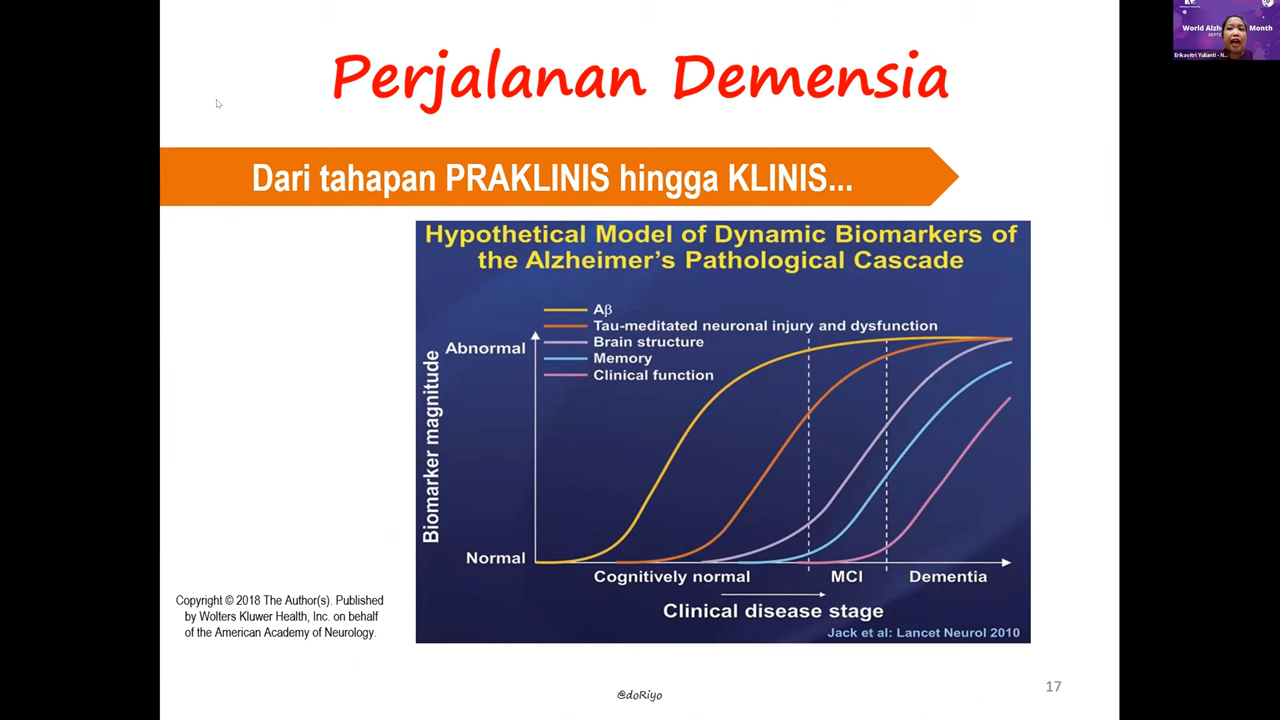 Perjalanan Demensia
Dari tahapan PRAKLINIS hingga KLINIS...
Hypothetical Model of Dynamic Biomarkers of
the Alzheimer's Pathological Cascade
Aβ
Tau-meditated neuronal injury and dysfunction
Brain structure
Memory
Clinical function
Abnormal
Biomarker magnitude
Normal
Cognitively normal
MCI
Dementia
Clinical disease stage
Jack et al: Lancet Neurol 2010
Copyright © 2018 The Author(s). Published
by Wolters Kluwer Health, Inc. on behalf
of the American Academy of Neurology.
@doRiyo
17
World Alzh Month
Erikavitri Yulianti - N...